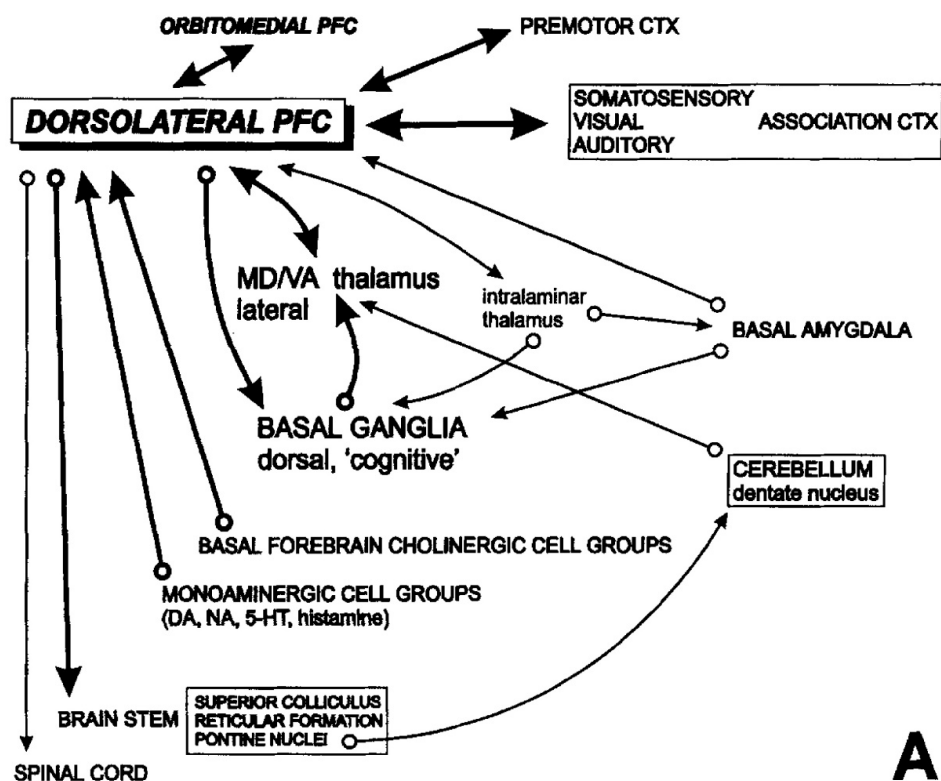 ORBITOMEDIAL PFC
PREMOTOR CTX
DORSOLATERAL PFC
SOMATOSENSORY
VISUAL ASSOCIATION CTX
AUDITORY
MD/VA thalamus
lateral
intralaminar
thalamus
BASAL AMYGDALA
BASAL GANGLIA
dorsal, 'cognitive'
CEREBELLUM
dentate nucleus
BASAL FOREBRAIN CHOLINERGIC CELL GROUPS
MONOAMINERGIC CELL GROUPS
(DA, NA, 5-HT, histamine)
BRAIN STEM
SUPERIOR COLLICULUS
RETICULAR FORMATION
PONTINE NUCLEI
SPINAL CORD
A